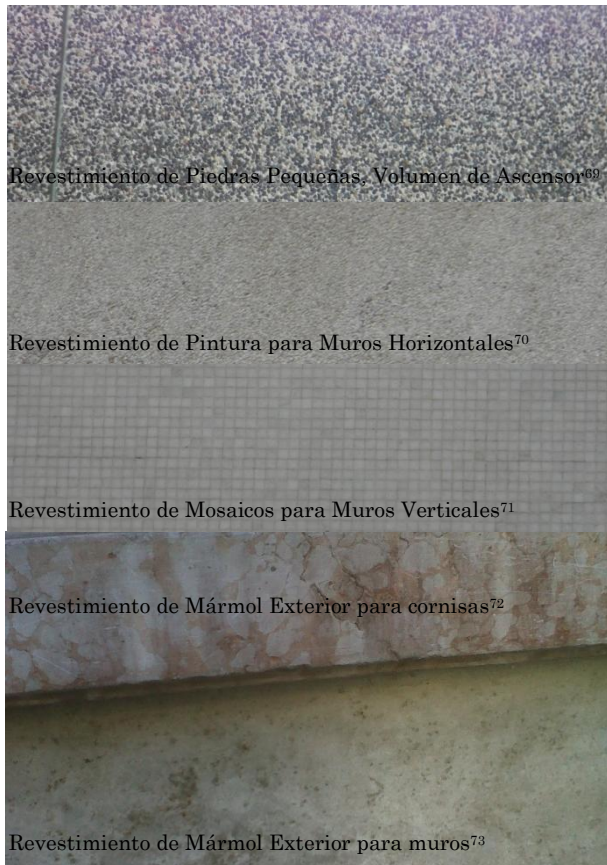 Revestimiento de Piedras Pequeñas, Volumen de Ascensor⁶⁹
Revestimiento de Pintura para Muros Horizontales⁷⁰
Revestimiento de Mosaicos para Muros Verticales⁷¹
Revestimiento de Mármol Exterior para cornisas⁷²
Revestimiento de Mármol Exterior para muros⁷³